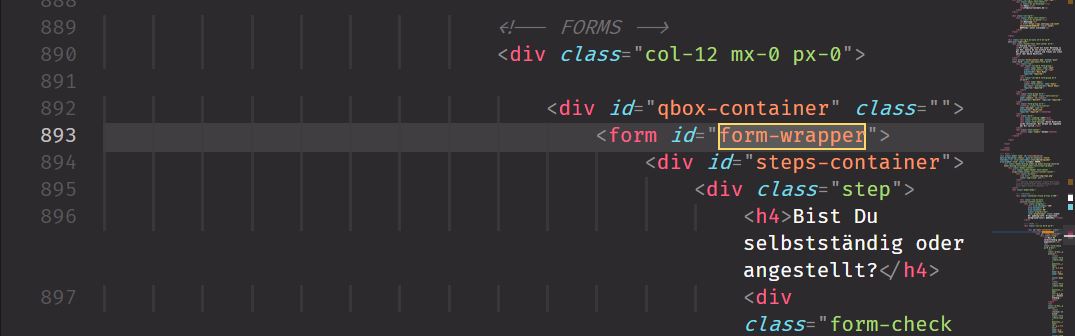 888
889 <!-- FORMS -->
890 <div class="col-12 mx-0 px-0">
891
892 <div id="qbox-container" class="">
893 <form id="form-wrapper">
894 <div id="steps-container">
895 <div class="step">
896 <h4>Bist Du
selbstständig oder
angestellt?</h4>
897 <div
class="form-check